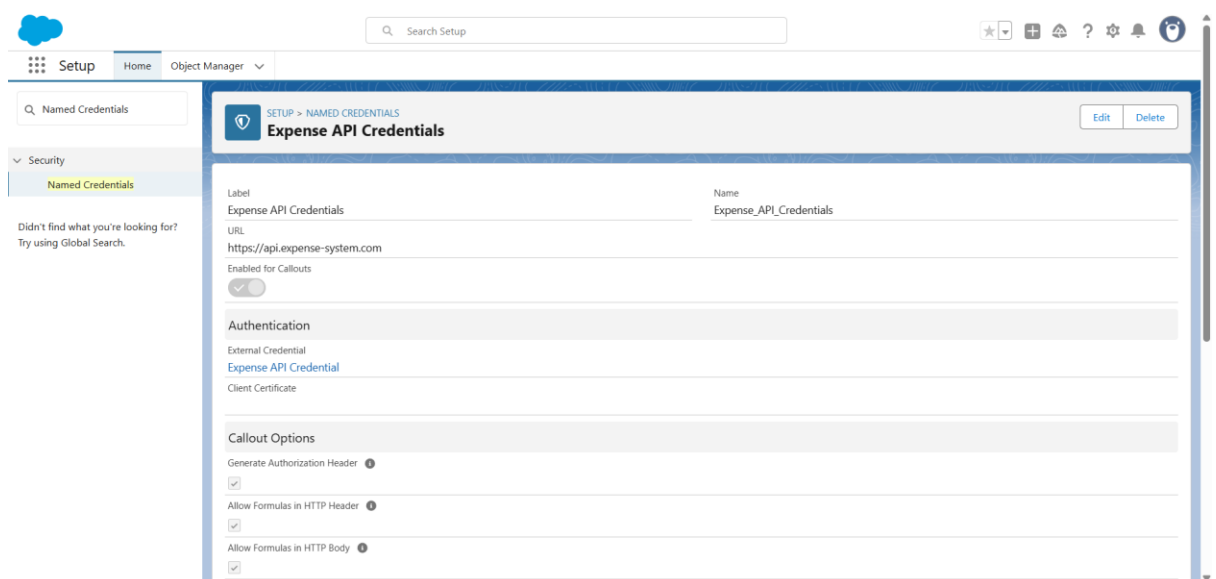 Search Setup
Setup
Home
Object Manager
Named Credentials
Security
Named Credentials
Didn't find what you're looking for?
Try using Global Search.
SETUP > NAMED CREDENTIALS
Expense API Credentials
Edit
Delete
Label
Expense API Credentials
Name
Expense_API_Credentials
URL
https://api.expense-system.com
Enabled for Callouts
Authentication
External Credential
Expense API Credential
Client Certificate
Callout Options
Generate Authorization Header
Allow Formulas in HTTP Header
Allow Formulas in HTTP Body